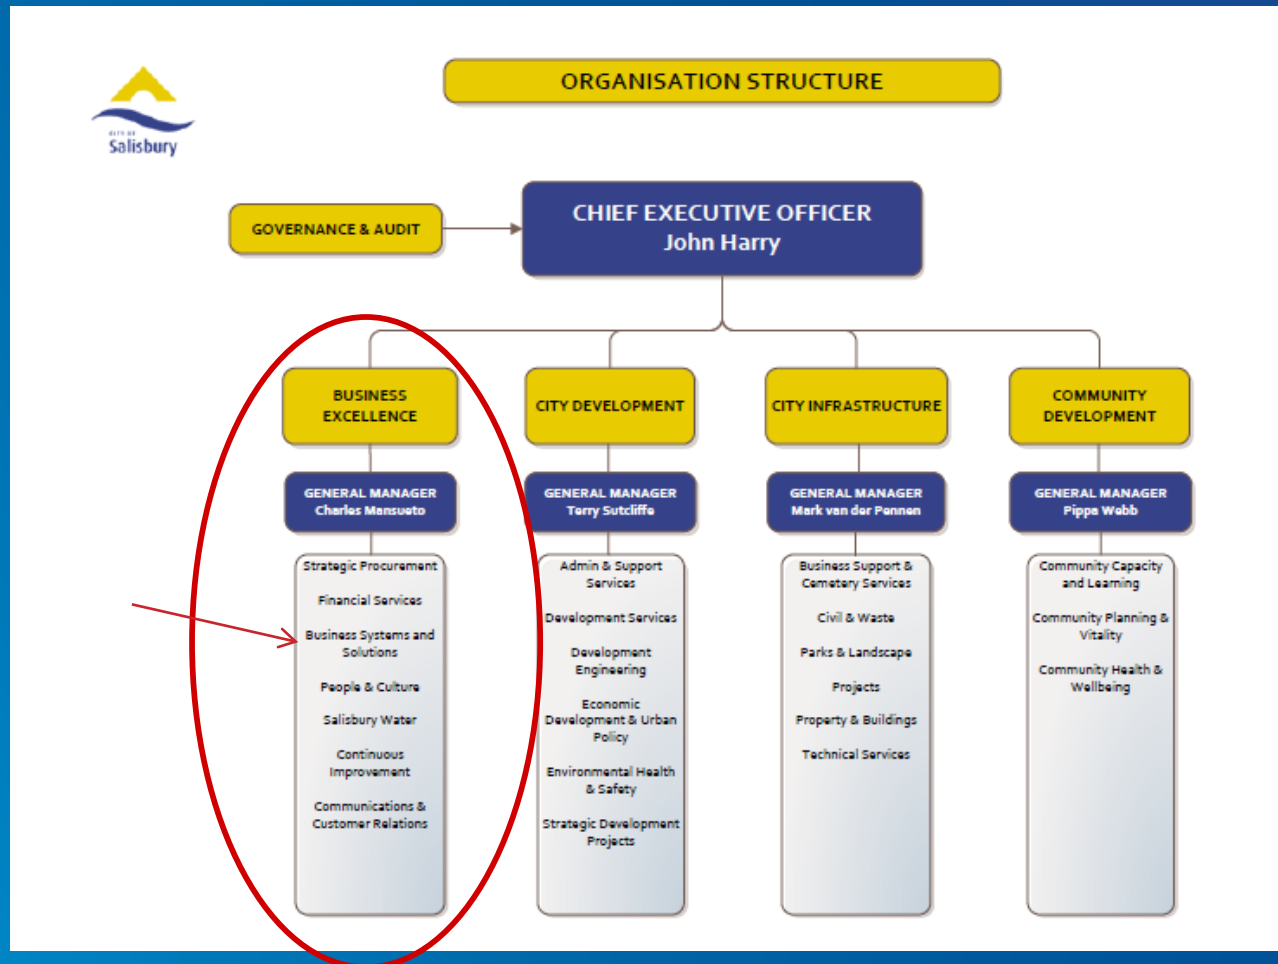 ORGANISATION STRUCTURE
CITY OF
Salisbury
CHIEF EXECUTIVE OFFICER
John Harry
GOVERNANCE & AUDIT
BUSINESS
EXCELLENCE
GENERAL MANAGER
Charles Mansueto
Strategic Procurement
Financial Services
Business Systems and
Solutions
People & Culture
Salisbury Water
Continuous
Improvement
Communications &
Customer Relations
CITY DEVELOPMENT
GENERAL MANAGER
Terry Sutcliffe
Admin & Support
Services
Development Services
Development
Engineering
Economic
Development & Urban
Policy
Environmental Health
& Safety
Strategic Development
Projects
CITY INFRASTRUCTURE
GENERAL MANAGER
Mark van der Pennen
Business Support &
Cemetery Services
Civil & Waste
Parks & Landscape
Projects
Property & Buildings
Technical Services
COMMUNITY
DEVELOPMENT
GENERAL MANAGER
Pippa Webb
Community Capacity
and Learning
Community Planning &
Vitality
Community Health &
Wellbeing